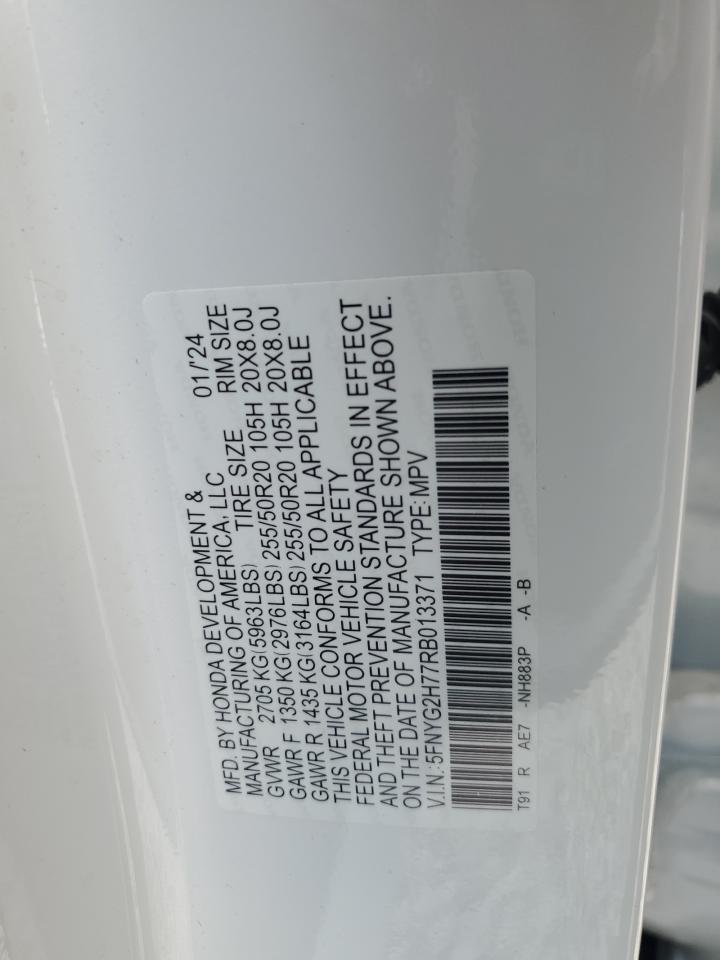 MFD. BY HONDA DEVELOPMENT & 01/'24
MANUFACTURING OF AMERICA, LLC
TIRE SIZE RIM SIZE
GVWR 2705 KG(5963LBS)
GAWR F 1350 KG(2976LBS) 255/50R20 105H 20X8.0J
GAWR R 1435 KG(3164LBS) 255/50R20 105H 20X8.0J
THIS VEHICLE CONFORMS TO ALL APPLICABLE
FEDERAL MOTOR VEHICLE SAFETY
AND THEFT PREVENTION STANDARDS IN EFFECT
ON THE DATE OF MANUFACTURE SHOWN ABOVE.
V.I.N.:5FNYG2H77RB013371 TYPE:MPV
T91 R AE7 -NH883P -A -B